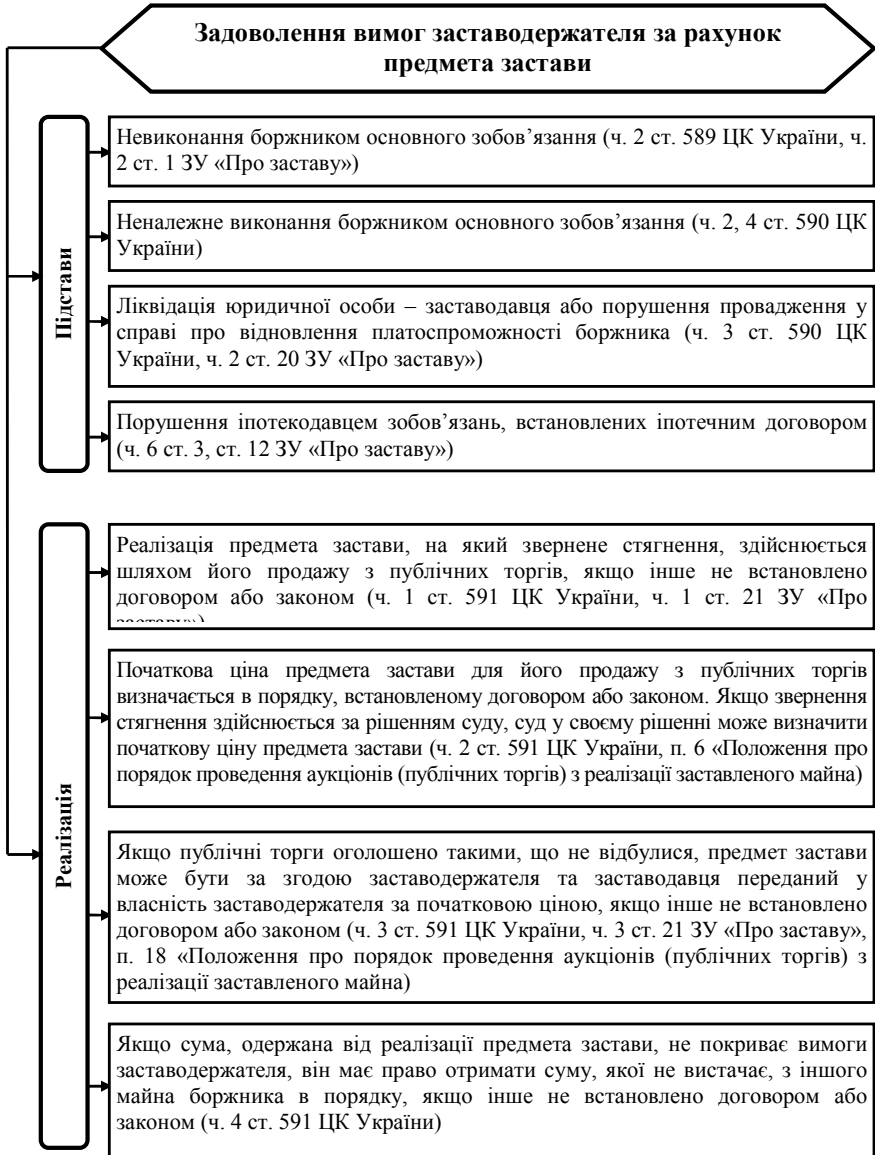 Задоволення вимог заставодержателя за рахунок
предмета застави
Підстави
Невиконання боржником основного зобов’язання (ч. 2 ст. 589 ЦК України, ч.
2 ст. 1 ЗУ «Про заставу»)
Неналежне виконання боржником основного зобов’язання (ч. 2, 4 ст. 590 ЦК
України)
Ліквідація юридичної особи – заставодавця або порушення провадження у
справі про відновлення платоспроможності боржника (ч. 3 ст. 590 ЦК
України, ч. 2 ст. 20 ЗУ «Про заставу»)
Порушення іпотекодавцем зобов’язань, встановлених іпотечним договором
(ч. 6 ст. 3, ст. 12 ЗУ «Про заставу»)
Реалізація
Реалізація предмета застави, на який звернене стягнення, здійснюється
шляхом його продажу з публічних торгів, якщо інше не встановлено
договором або законом (ч. 1 ст. 591 ЦК України, ч. 1 ст. 21 ЗУ «Про
заставу»)
Початкова ціна предмета застави для його продажу з публічних торгів
визначається в порядку, встановленому договором або законом. Якщо звернення
стягнення здійснюється за рішенням суду, суд у своєму рішенні може визначити
початкову ціну предмета застави (ч. 2 ст. 591 ЦК України, п. 6 «Положення про
порядок проведення аукціонів (публічних торгів) з реалізації заставленого майна)
Якщо публічні торги оголошено такими, що не відбулися, предмет застави
може бути за згодою заставодержателя та заставодавця переданий у
власність заставодержателя за початковою ціною, якщо інше не встановлено
договором або законом (ч. 3 ст. 591 ЦК України, ч. 3 ст. 21 ЗУ «Про заставу»,
п. 18 «Положення про порядок проведення аукціонів (публічних торгів) з
реалізації заставленого майна)
Якщо сума, одержана від реалізації предмета застави, не покриває вимоги
заставодержателя, він має право отримати суму, якої не вистачає, з іншого
майна боржника в порядку, якщо інше не встановлено договором або
законом (ч. 4 ст. 591 ЦК України)